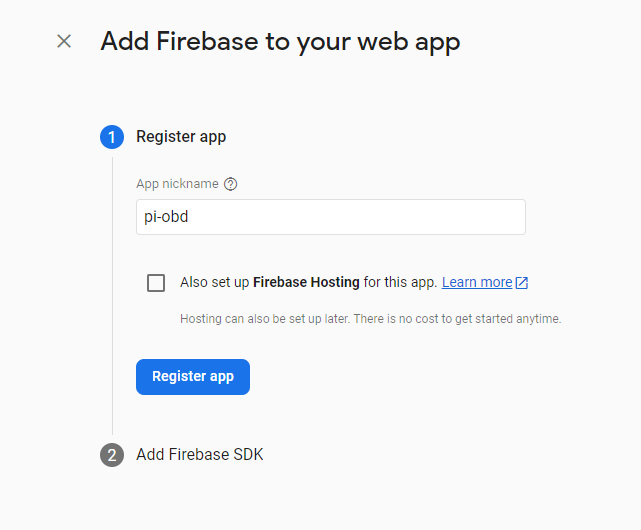 Add Firebase to your web app
1 Register app
App nickname
pi-obd
Also set up Firebase Hosting for this app. Learn more
Hosting can also be set up later. There is no cost to get started anytime.
Register app
2 Add Firebase SDK